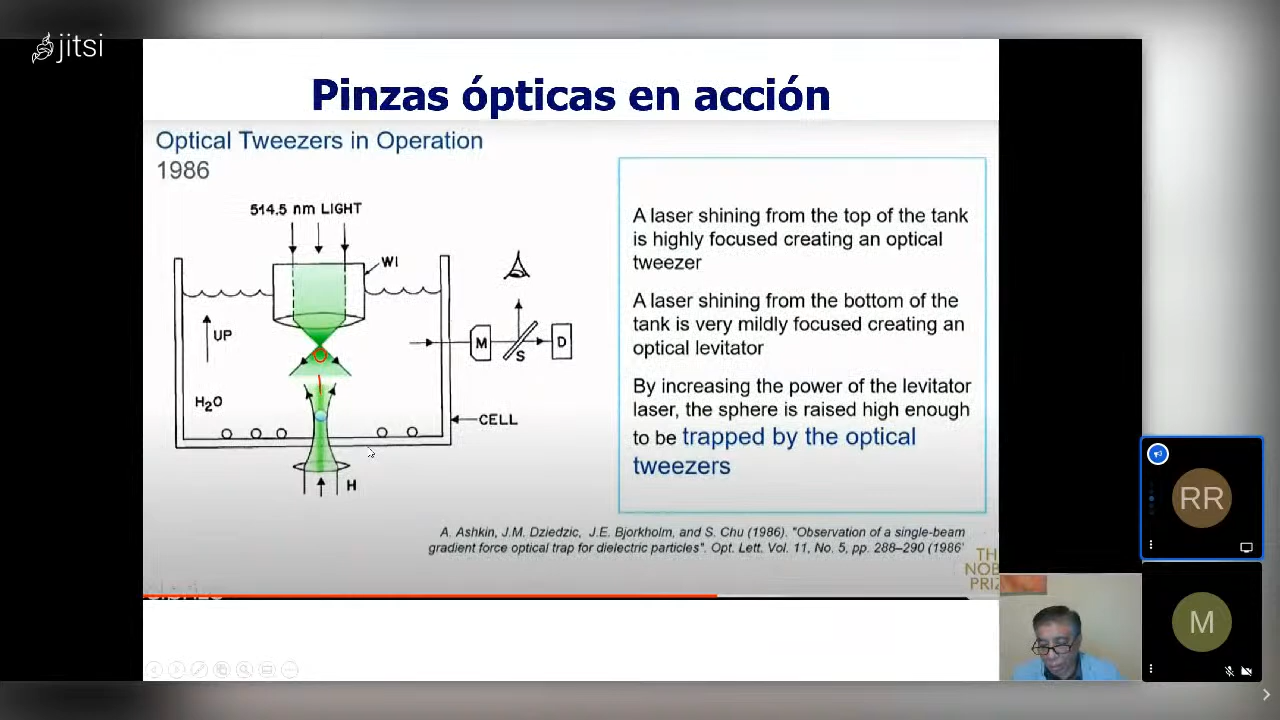 jitsi
Pinzas ópticas en acción
Optical Tweezers in Operation
1986
514.5 nm LIGHT
WI
UP
H₂O
M
S
D
CELL
H
A laser shining from the top of the tank
is highly focused creating an optical
tweezer
A laser shining from the bottom of the
tank is very mildly focused creating an
optical levitator
By increasing the power of the levitator
laser, the sphere is raised high enough
to be trapped by the optical
tweezers
A. Ashkin, J.M. Dziedzic, J.E. Bjorkholm, and S. Chu (1986). "Observation of a single-beam
gradient force optical trap for dielectric particles". Opt. Lett. Vol. 11, No. 5, pp. 288–290 (1986'
TH
NOB
PRIZ
RR
M